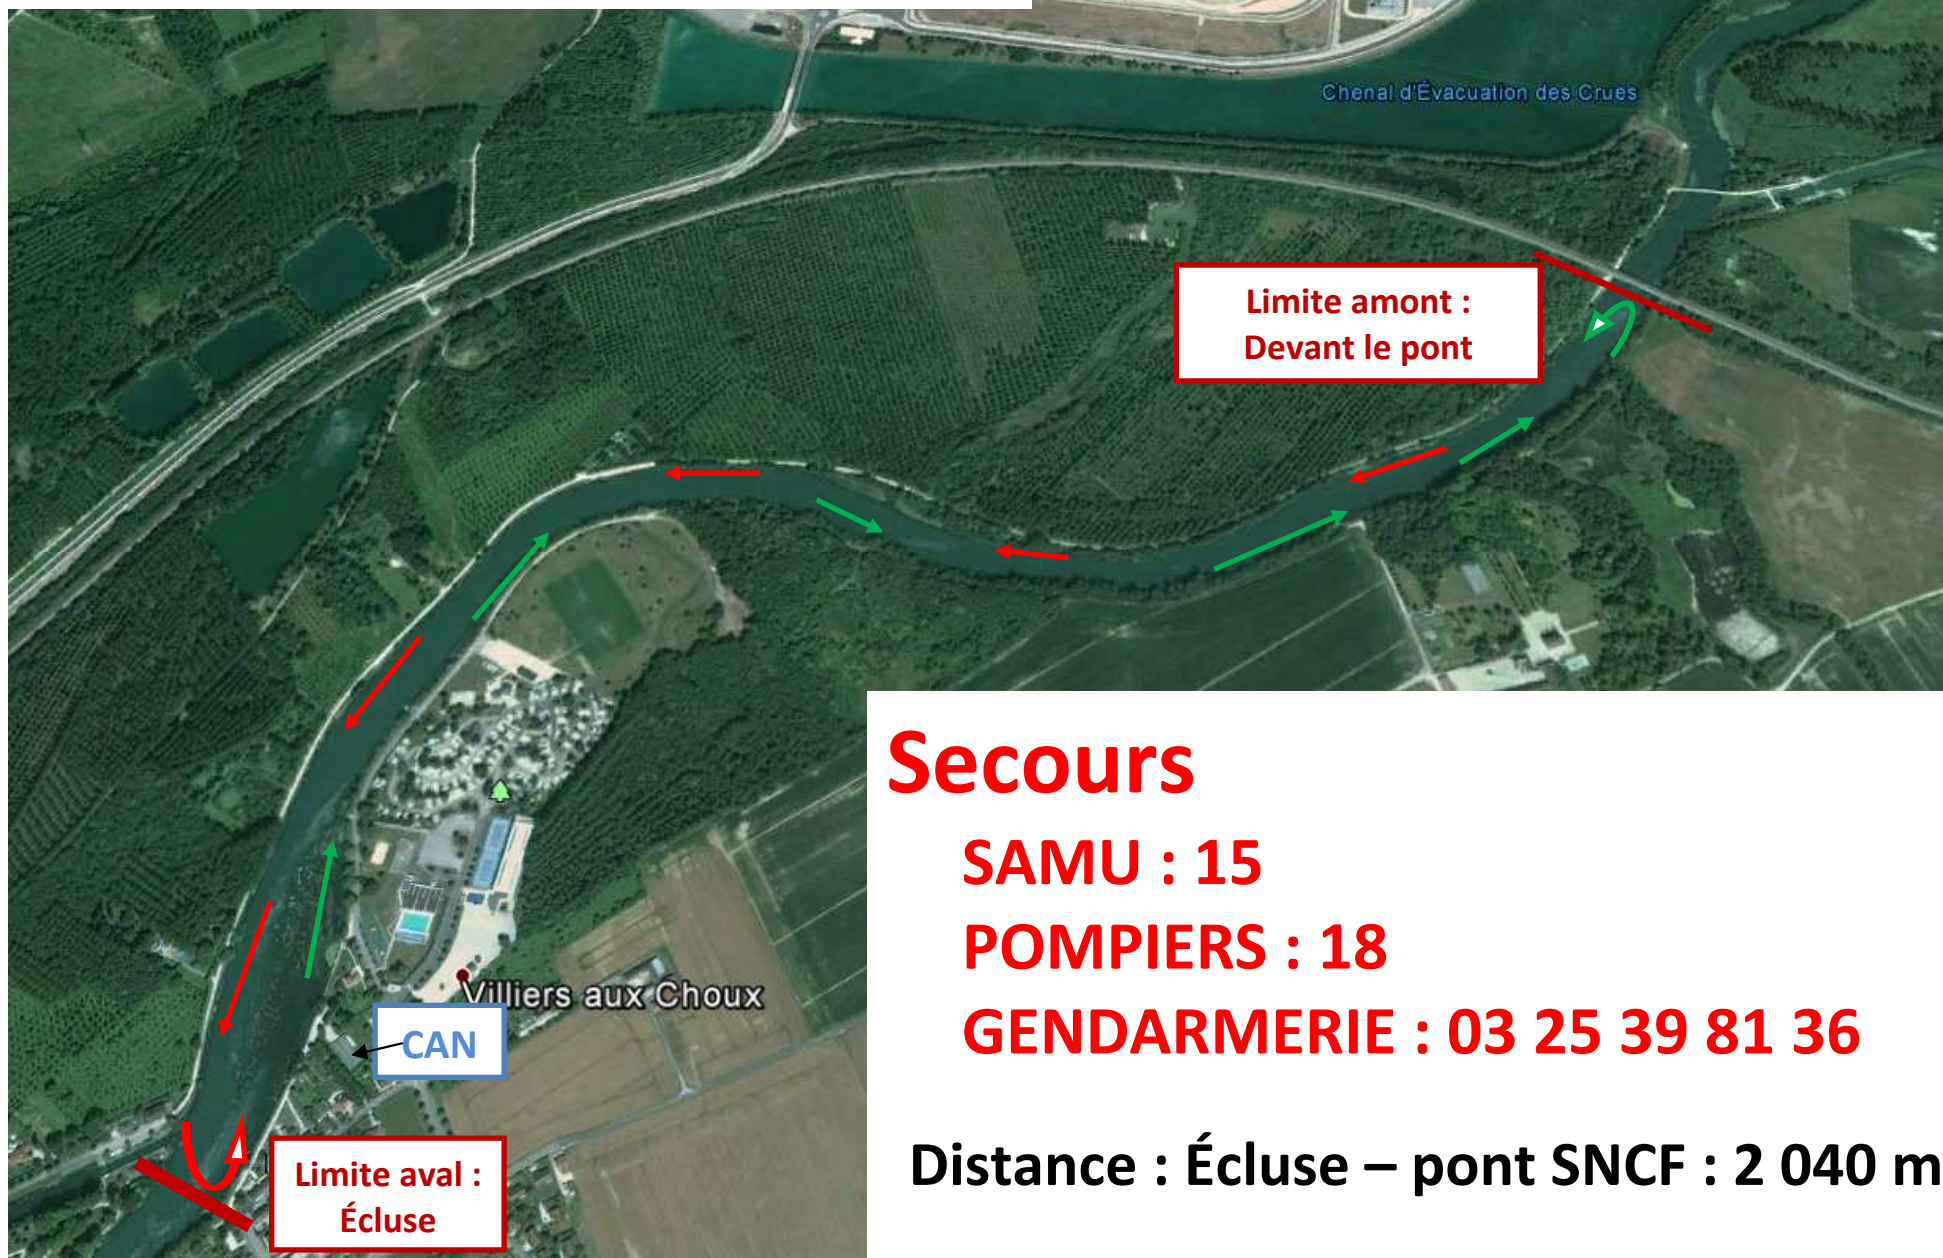 Chenal d'Évacuation des Crues
Limite amont :
Devant le pont
Villiers aux Choux
CAN
Limite aval :
Écluse
Secours
SAMU : 15
POMPIERS : 18
GENDARMERIE : 03 25 39 81 36
Distance : Écluse – pont SNCF : 2 040 m